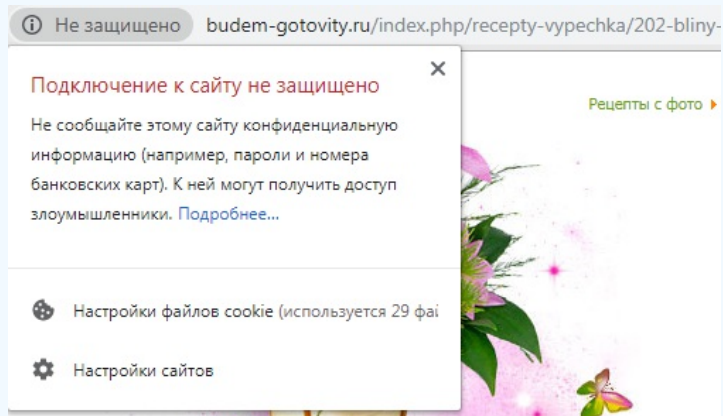 Не защищено budem-gotovity.ru/index.php/recepty-vypechka/202-bliny-
Подключение к сайту не защищено
Рецепты с фото
Не сообщайте этому сайту конфиденциальную
информацию (например, пароли и номера
банковских карт). К ней могут получить доступ
злоумышленники. Подробнее...
Настройки файлов cookie (используется 29 фай
Настройки сайтов